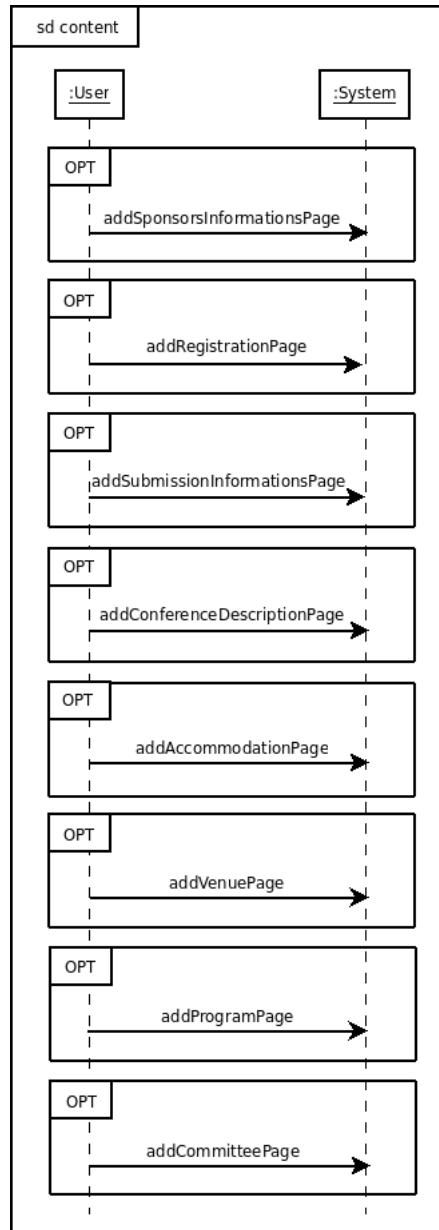 sd content
:User
:System
OPT
addSponsorsInformationsPage
OPT
addRegistrationPage
OPT
addSubmissionInformationsPage
OPT
addConferenceDescriptionPage
OPT
addAccommodationPage
OPT
addVenuePage
OPT
addProgramPage
OPT
addCommitteePage